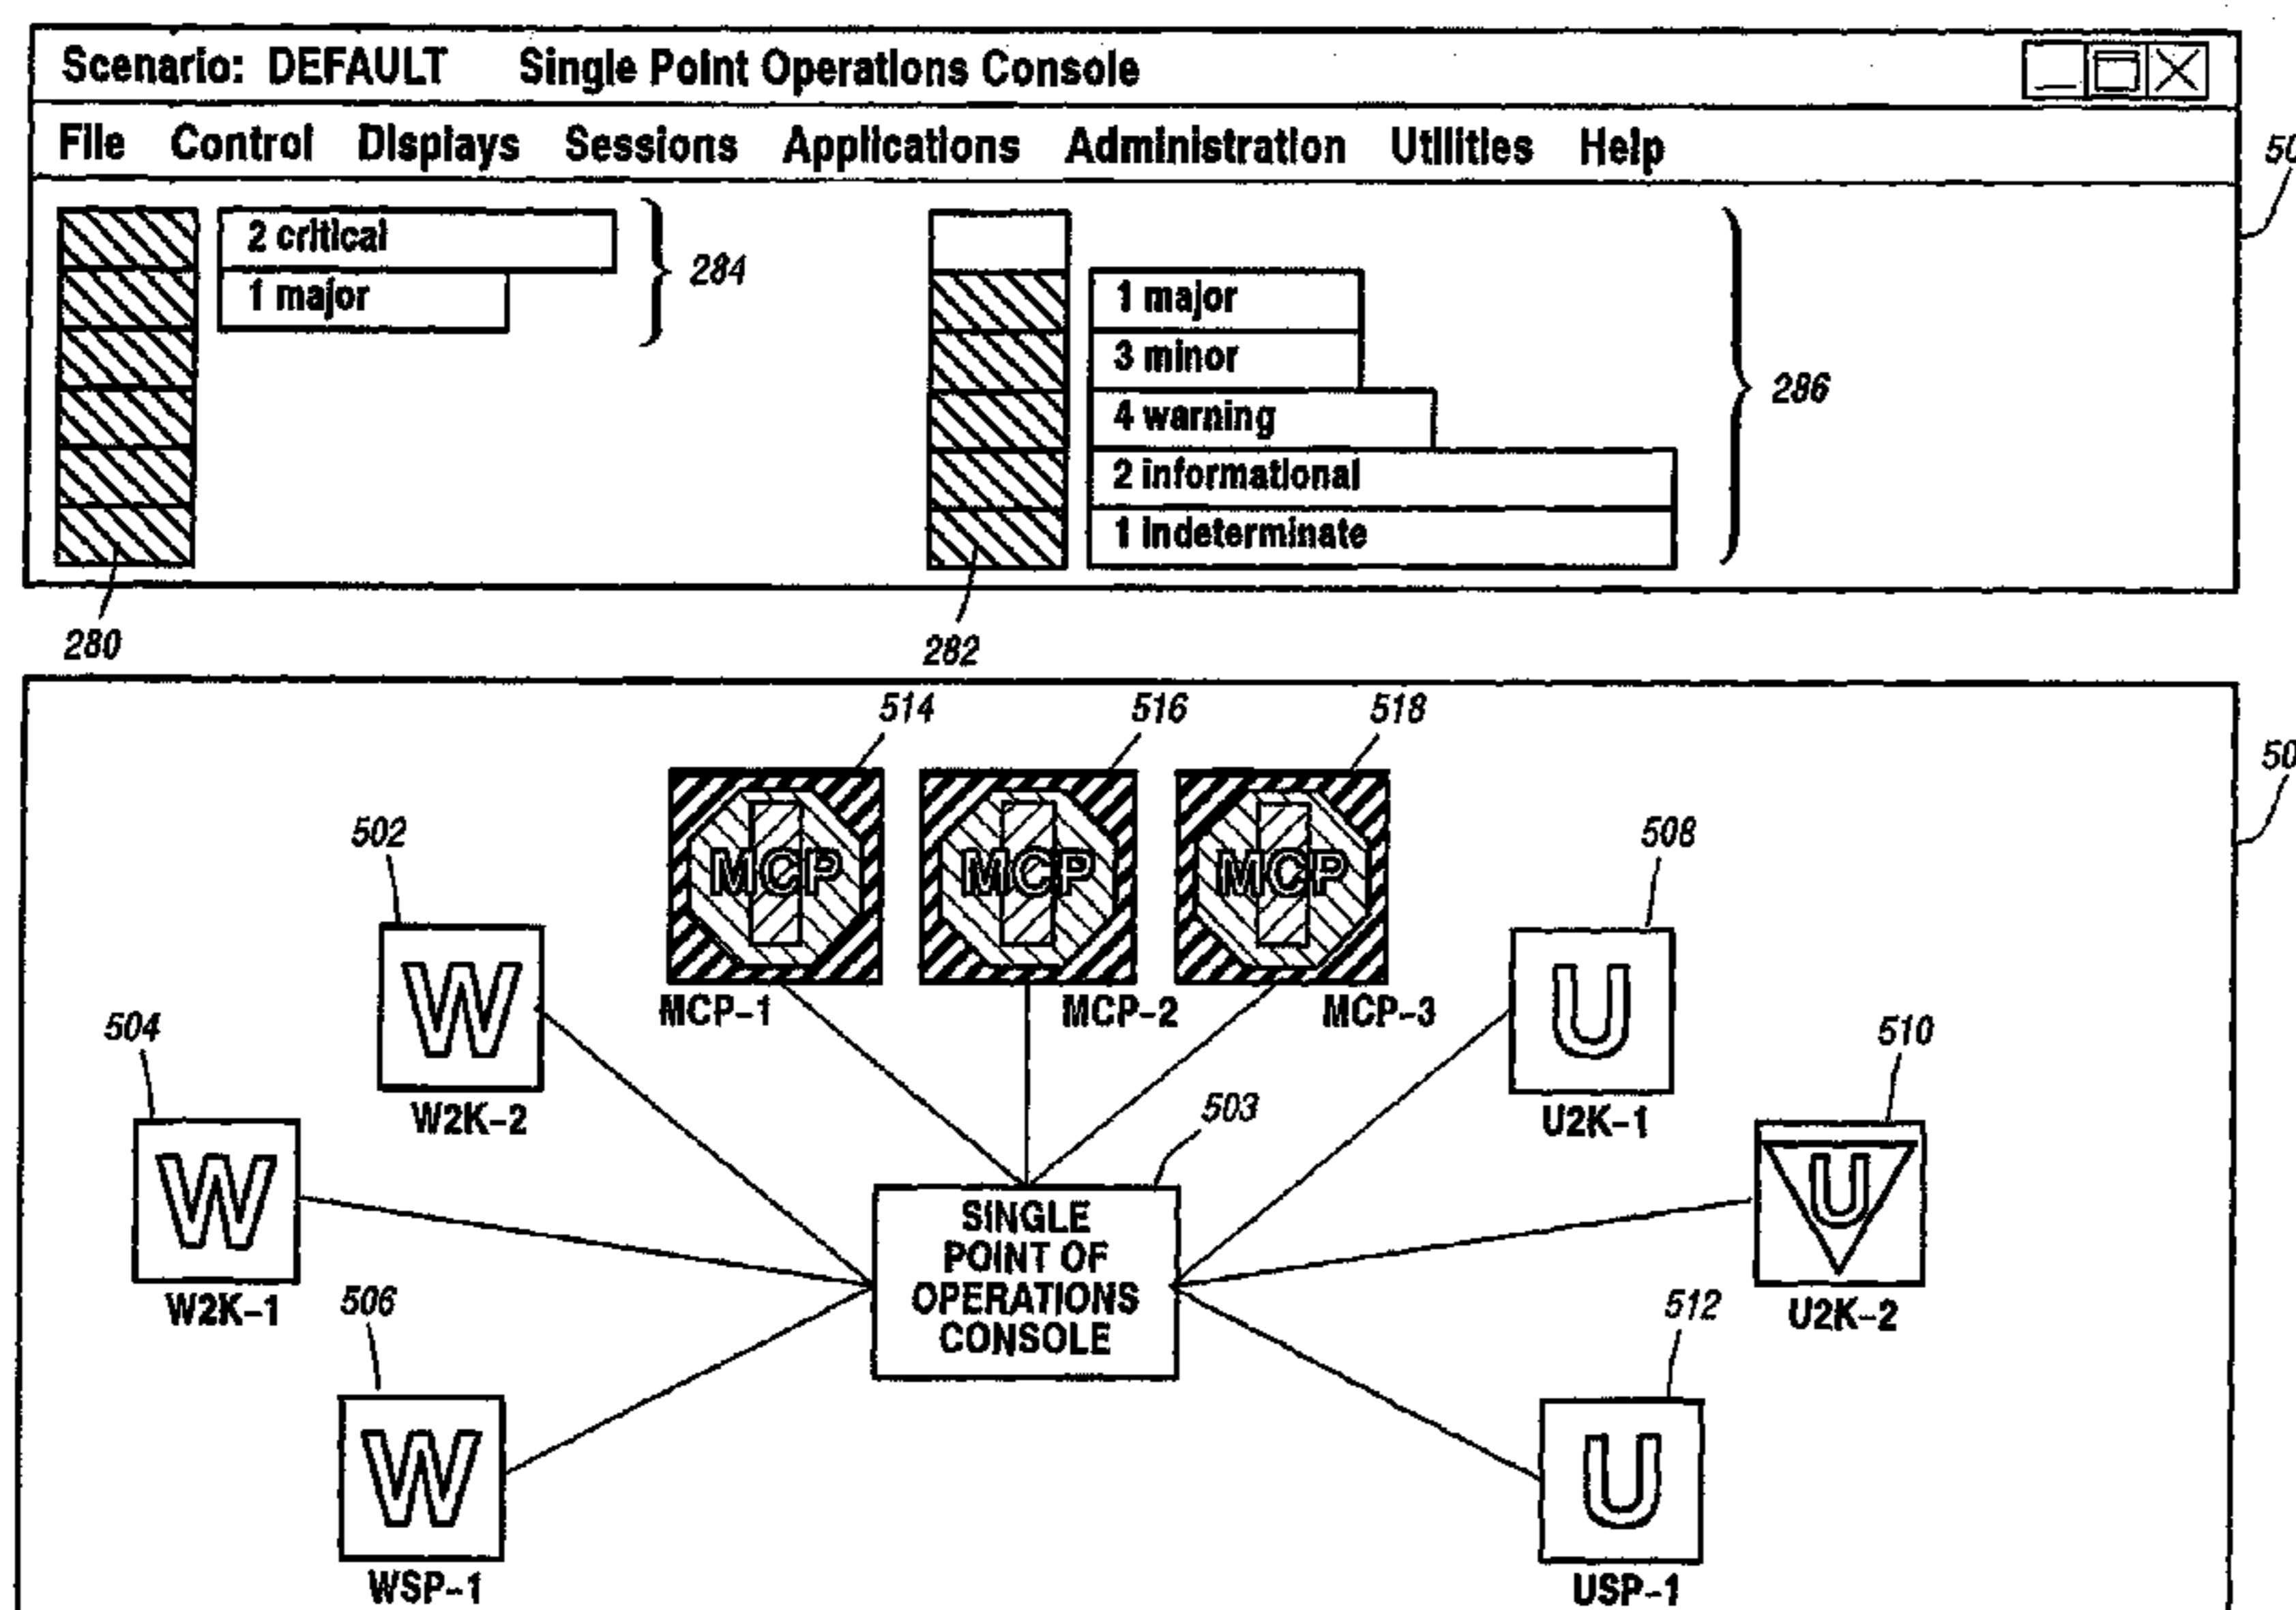 Scenario: DEFAULT Single Point Operations Console
File Control Displays Sessions Applications Administration Utilities Help
2 critical
1 major
284
1 major
3 minor
4 warning
2 informational
1 indeterminate
286
280
282
514
516
518
502
504
506
508
510
512
503
MCP
MCP
MCP
MCP-1
MCP-2
MCP-3
W
W2K-2
W
W2K-1
W
WSP-1
U
U2K-1
U
U2K-2
U
USP-1
SINGLE
POINT OF
OPERATIONS
CONSOLE